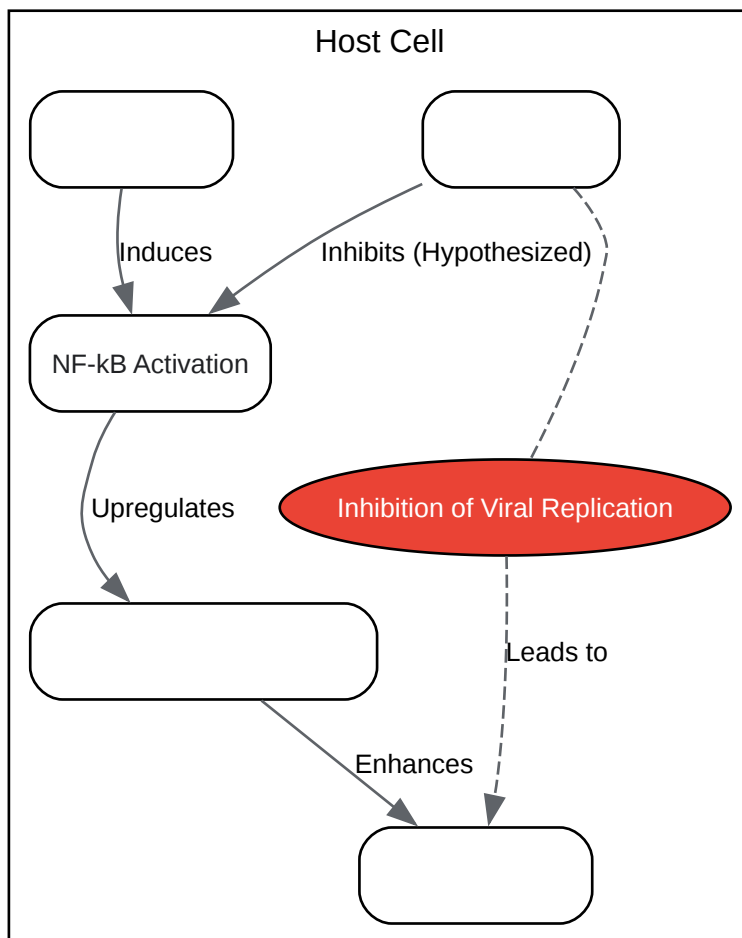 Host Cell
Induces
Inhibits (Hypothesized)
NF-kB Activation
Upregulates
Inhibition of Viral Replication
Leads to
Enhances